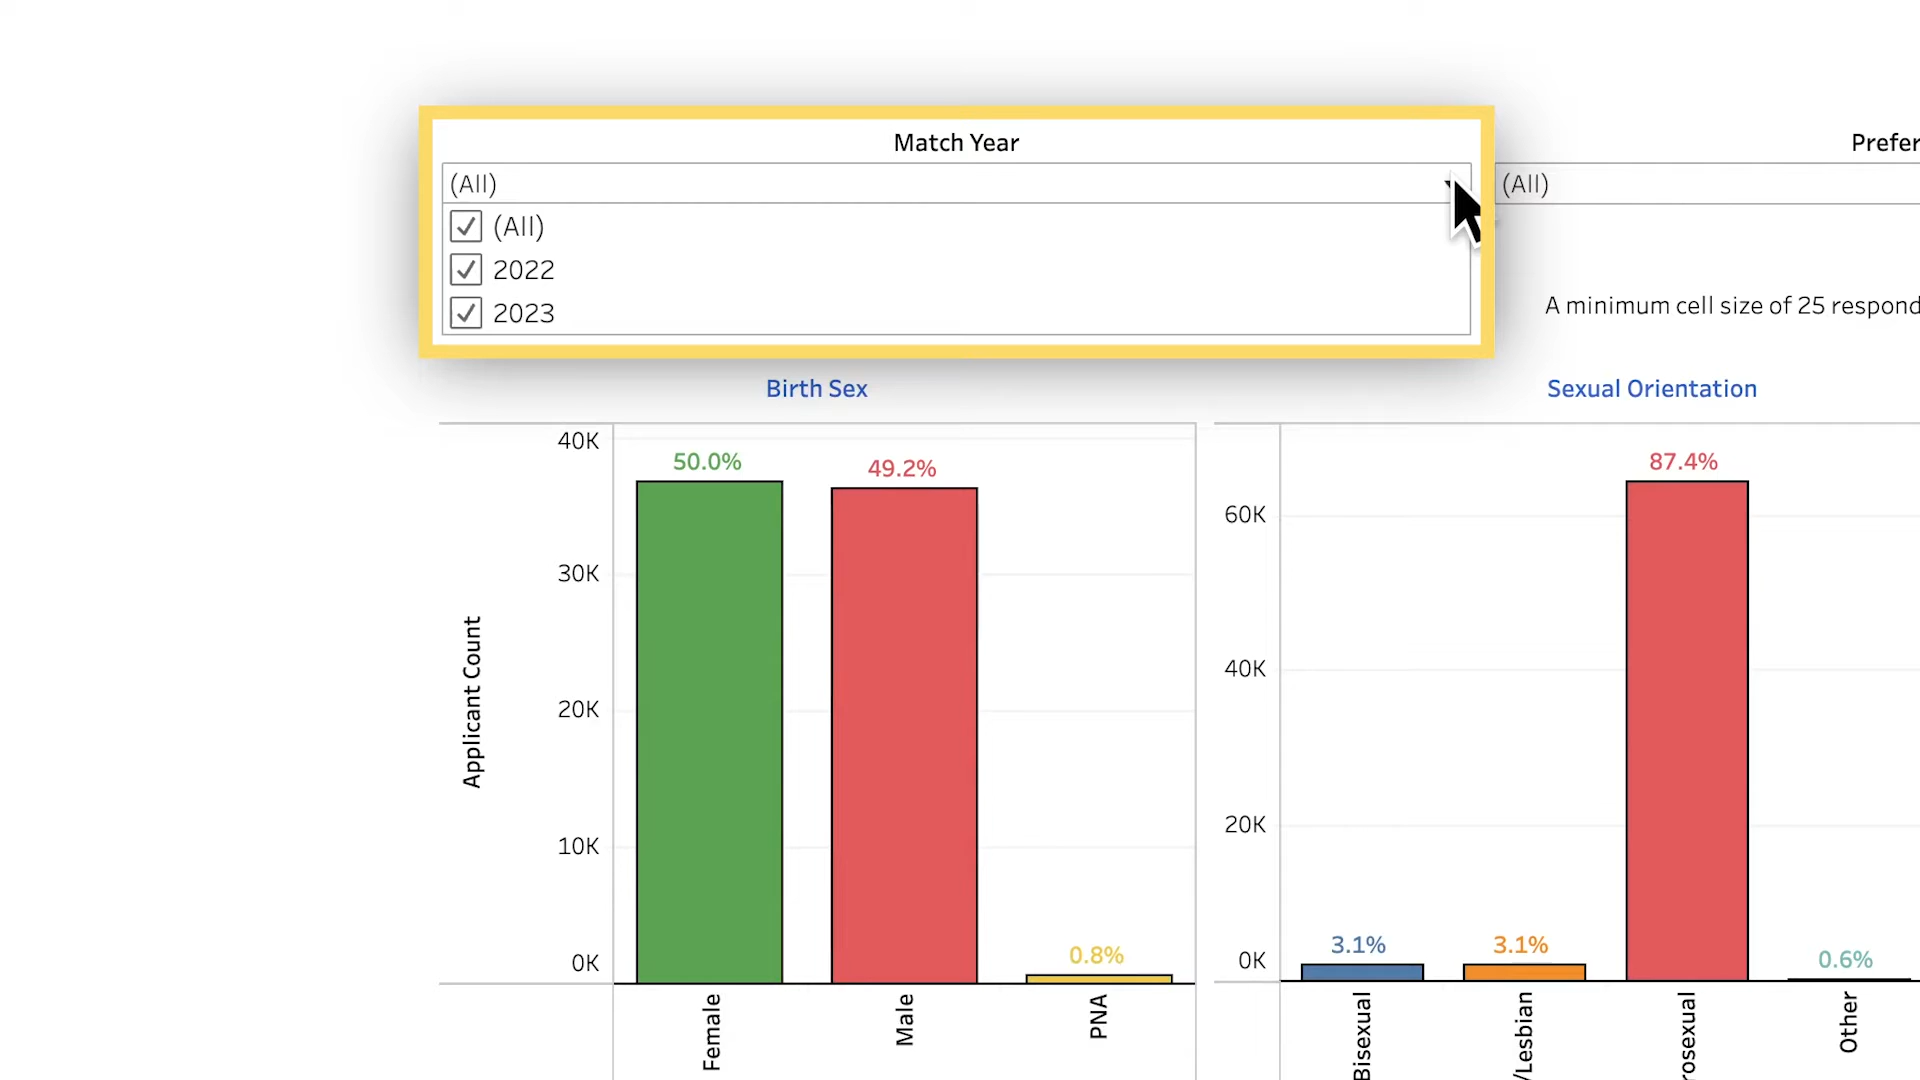 Match Year
(All)
(All)
2022
2023
Prefer
(All)
A minimum cell size of 25 respond
Birth Sex
40K
30K
20K
10K
0K
Applicant Count
50.0%
49.2%
0.8%
Female
Male
PNA
Sexual Orientation
60K
40K
20K
0K
3.1%
3.1%
87.4%
0.6%
Bisexual
/Lesbian
rosexual
Other